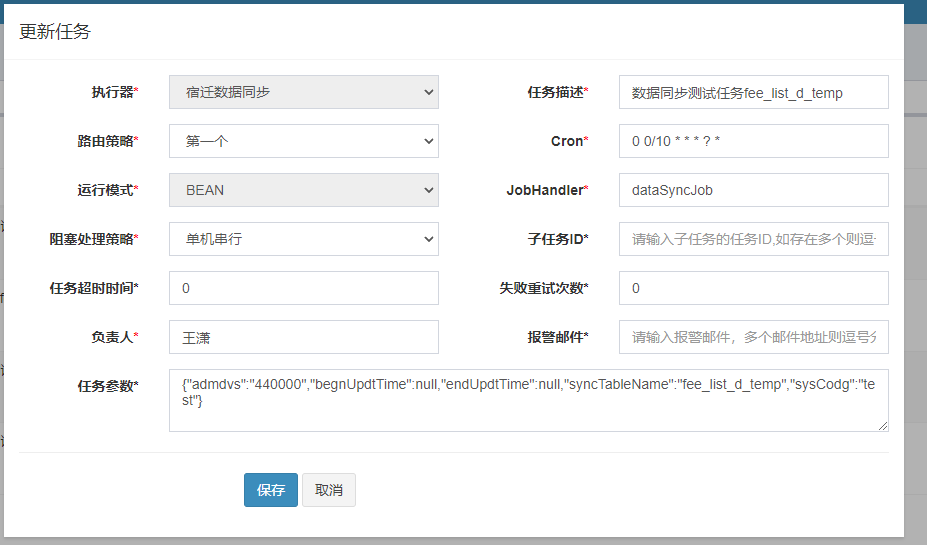 更新任务
执行器* 宿迁数据同步 任务描述* 数据同步测试任务fee_list_d_temp
路由策略* 第一个 Cron* 0 0/10 * * * ? *
运行模式* BEAN JobHandler* dataSyncJob
阻塞处理策略* 单机串行 子任务ID* 请输入子任务的任务ID,如存在多个则逗
任务超时时间* 0 失败重试次数* 0
负责人* 王潇 报警邮件* 请输入报警邮件，多个邮件地址则逗号分
任务参数* {"admdvs":"440000","begnUpdtTime":null,"endUpdtTime":null,"syncTableName":"fee_list_d_temp","sysCodg":"te
st"}
保存 取消